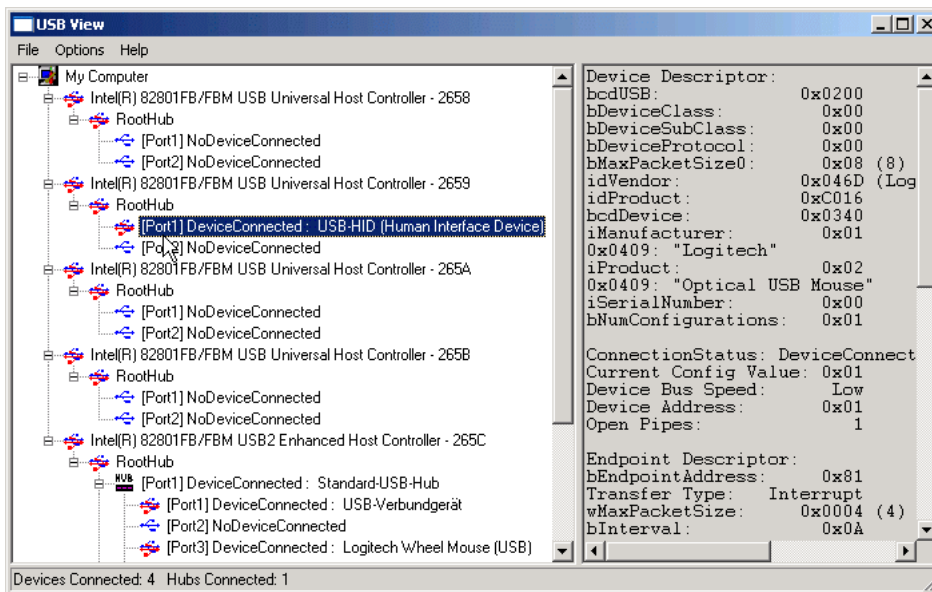 USB View
File Options Help
My Computer
Intel(R) 82801FB/FBM USB Universal Host Controller - 2658
RootHub
[Port1] NoDeviceConnected
[Port2] NoDeviceConnected
Intel(R) 82801FB/FBM USB Universal Host Controller - 2659
RootHub
[Port1] DeviceConnected : USB-HID (Human Interface Device)
[Port2] NoDeviceConnected
Intel(R) 82801FB/FBM USB Universal Host Controller - 265A
RootHub
[Port1] NoDeviceConnected
[Port2] NoDeviceConnected
Intel(R) 82801FB/FBM USB Universal Host Controller - 265B
RootHub
[Port1] NoDeviceConnected
[Port2] NoDeviceConnected
Intel(R) 82801FB/FBM USB2 Enhanced Host Controller - 265C
RootHub
HUB [Port1] DeviceConnected : Standard-USB-Hub
[Port1] DeviceConnected : USB-Verbundgerät
[Port2] NoDeviceConnected
[Port3] DeviceConnected : Logitech Wheel Mouse (USB)
Device Descriptor:
bcdUSB: 0x0200
bDeviceClass: 0x00
bDeviceSubClass: 0x00
bDeviceProtocol: 0x00
bMaxPacketSize0: 0x08 (8)
idVendor: 0x046D (Log
idProduct: 0xC016
bcdDevice: 0x0340
iManufacturer: 0x01
0x0409: "Logitech"
iProduct: 0x02
0x0409: "Optical USB Mouse"
iSerialNumber: 0x00
bNumConfigurations: 0x01
ConnectionStatus: DeviceConnect
Current Config Value: 0x01
Device Bus Speed: Low
Device Address: 0x01
Open Pipes: 1
Endpoint Descriptor:
bEndpointAddress: 0x81
Transfer Type: Interrupt
wMaxPacketSize: 0x0004 (4)
bInterval: 0x0A
Devices Connected: 4 Hubs Connected: 1